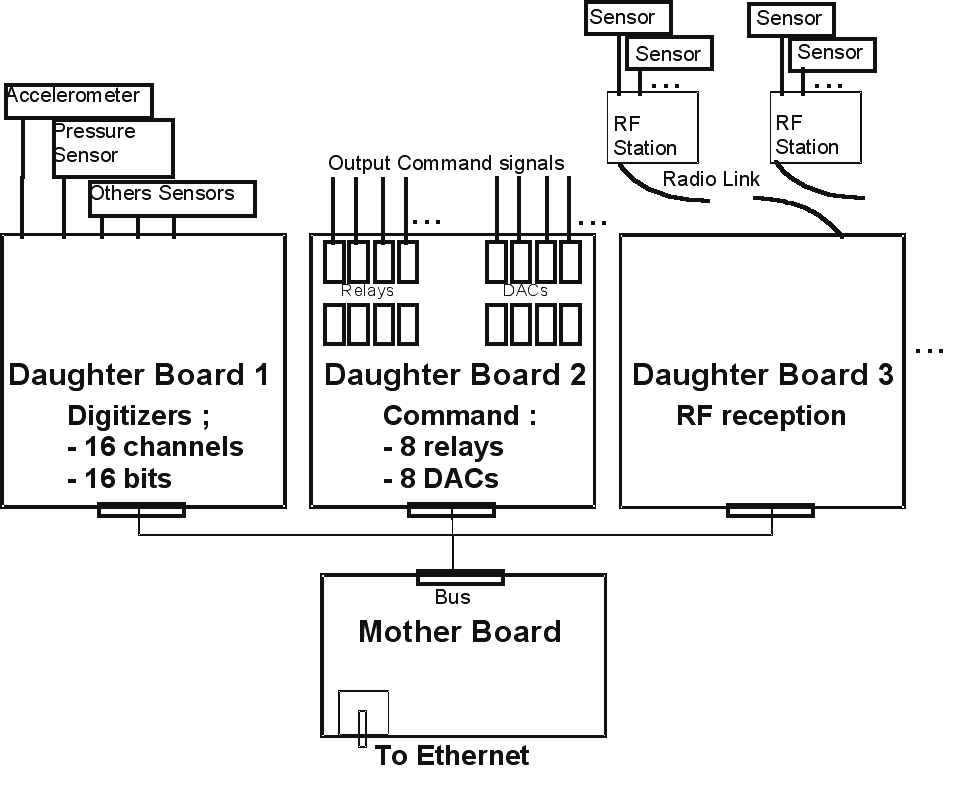 Sensor
Sensor
...
Sensor
Sensor
...
Accelerometer
Pressure
Sensor
Others Sensors
Output Command signals
...
...
RF
Station
RF
Station
Radio Link
Relays
DACs
Daughter Board 1
Digitizers ;
- 16 channels
- 16 bits
Daughter Board 2
Command :
- 8 relays
- 8 DACs
Daughter Board 3
RF reception
...
Bus
Mother Board
To Ethernet